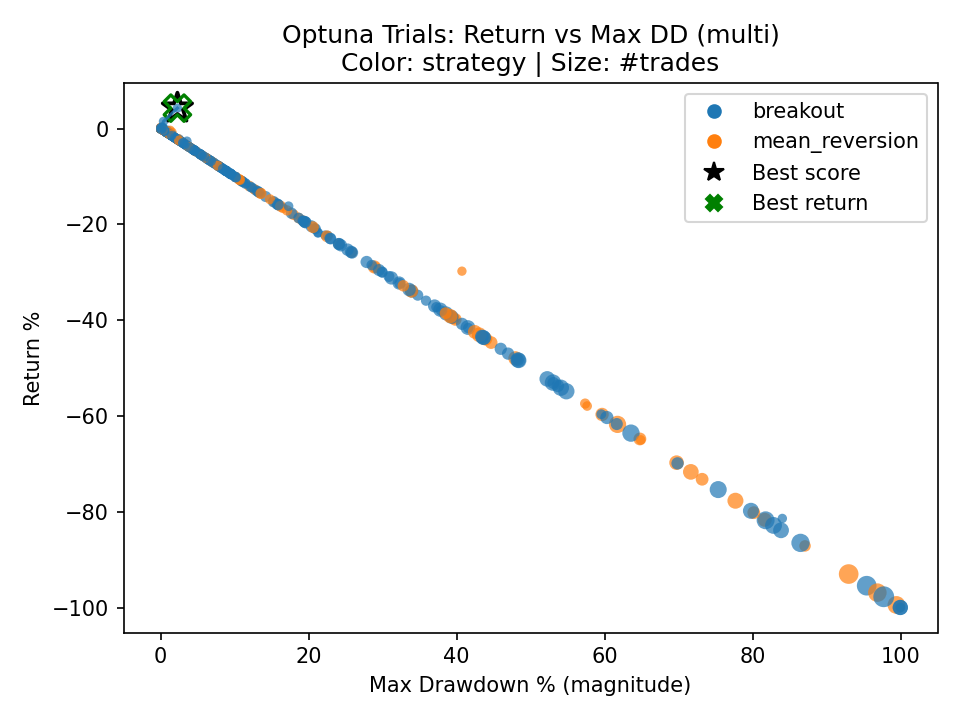 Optuna Trials: Return vs Max DD (multi)
Color: strategy | Size: #trades
breakout
mean_reversion
Best score
Best return
Return %
0
−20
−40
−60
−80
−100
0
20
40
60
80
100
Max Drawdown % (magnitude)